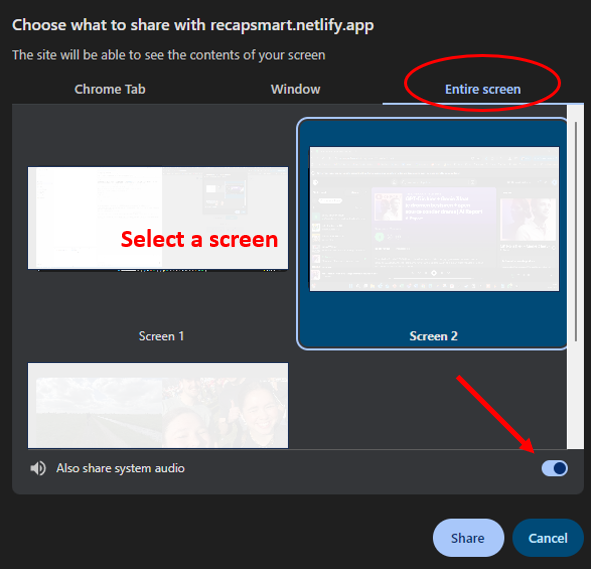 Choose what to share with recapsmart.netlify.app
The site will be able to see the contents of your screen
Chrome Tab Window Entire screen
Select a screen
Screen 1 Screen 2
Also share system audio
Share Cancel